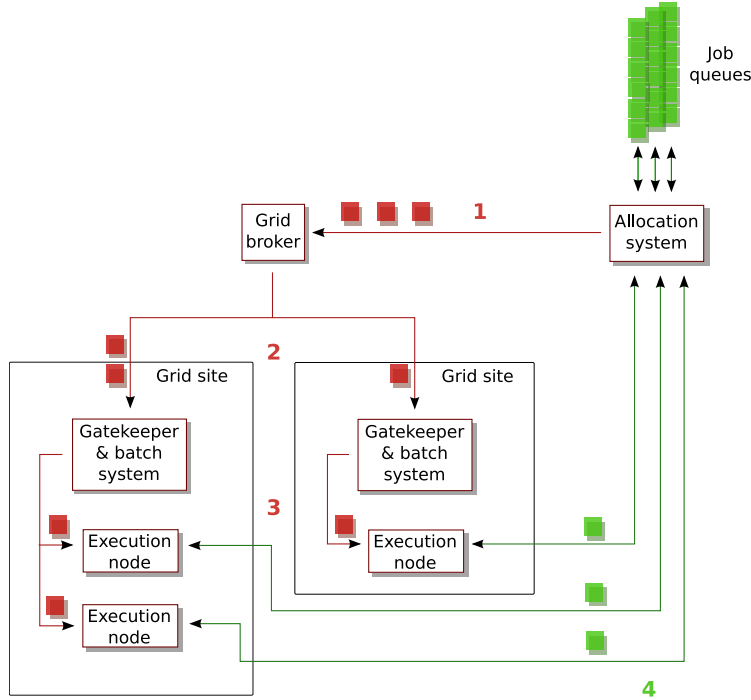 Job
queues
1
Grid
broker
Allocation
system
2
Grid site
Grid site
Gatekeeper
& batch
system
Gatekeeper
& batch
system
3
Execution
node
Execution
node
Execution
node
4